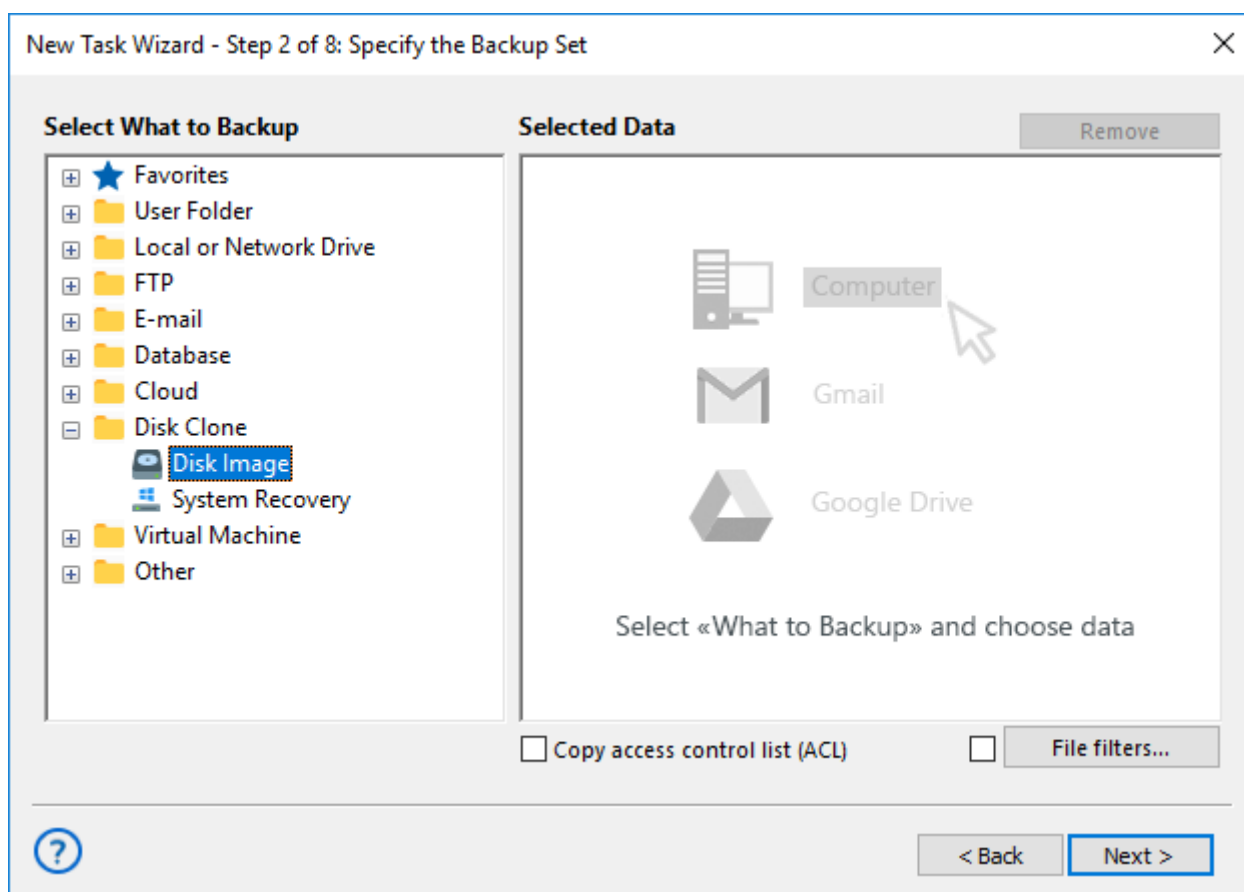 New Task Wizard - Step 2 of 8: Specify the Backup Set
Select What to Backup
Favorites
User Folder
Local or Network Drive
FTP
E-mail
Database
Cloud
Disk Clone
Disk Image
System Recovery
Virtual Machine
Other
Selected Data
Remove
Computer
Gmail
Google Drive
Select «What to Backup» and choose data
Copy access control list (ACL)
File filters...
?
< Back
Next >